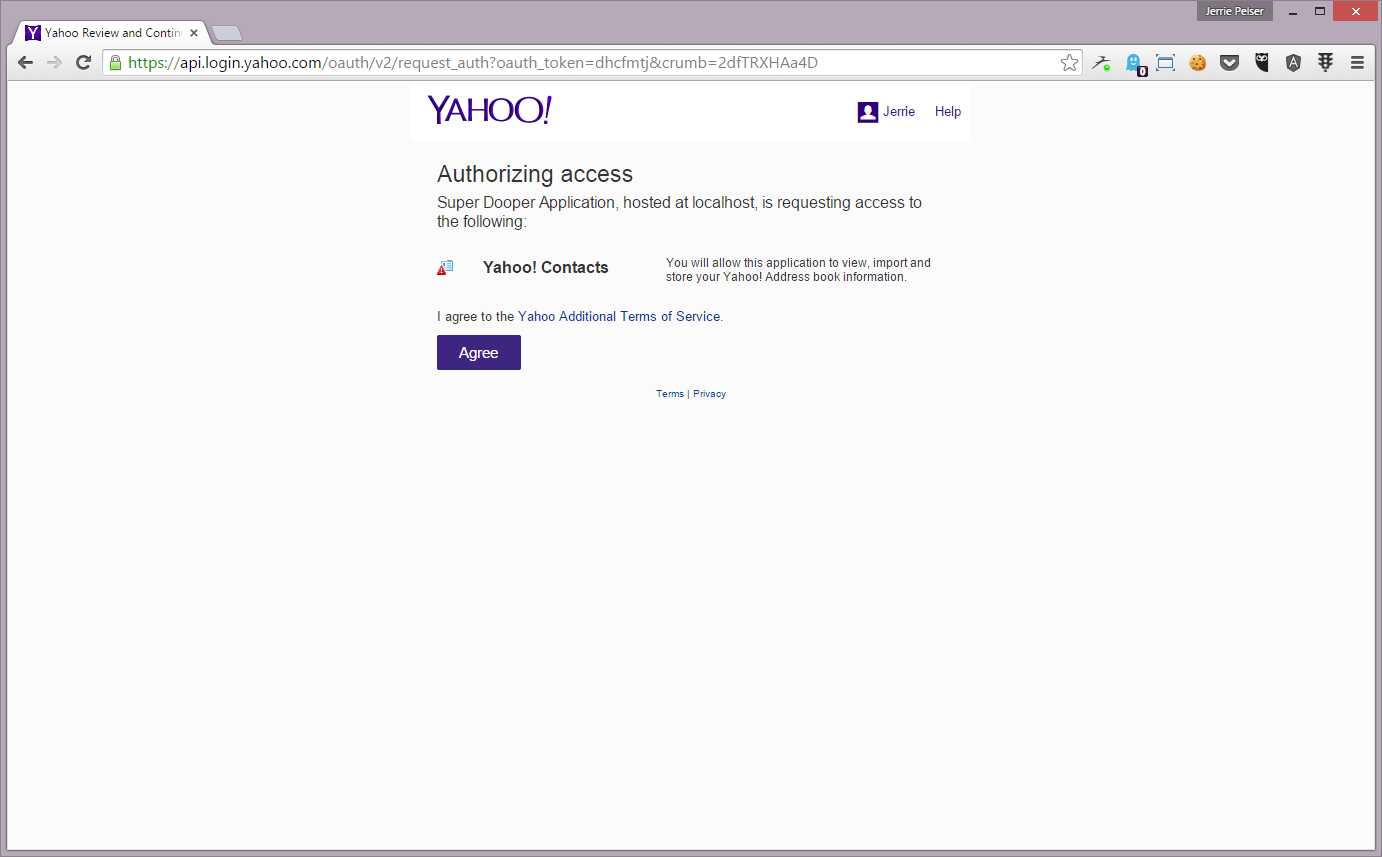 Jerrie Pelser
Yahoo Review and Contin
https://api.login.yahoo.com/oauth/v2/request_auth?oauth_token=dhcfmtj&crumb=2dfTRXHAa4D
0
YAHOO!
Jerrie
Help
Authorizing access
Super Dooper Application, hosted at localhost, is requesting access to
the following:
Yahoo! Contacts
You will allow this application to view, import and
store your Yahoo! Address book information.
I agree to the Yahoo Additional Terms of Service.
Agree
Terms | Privacy